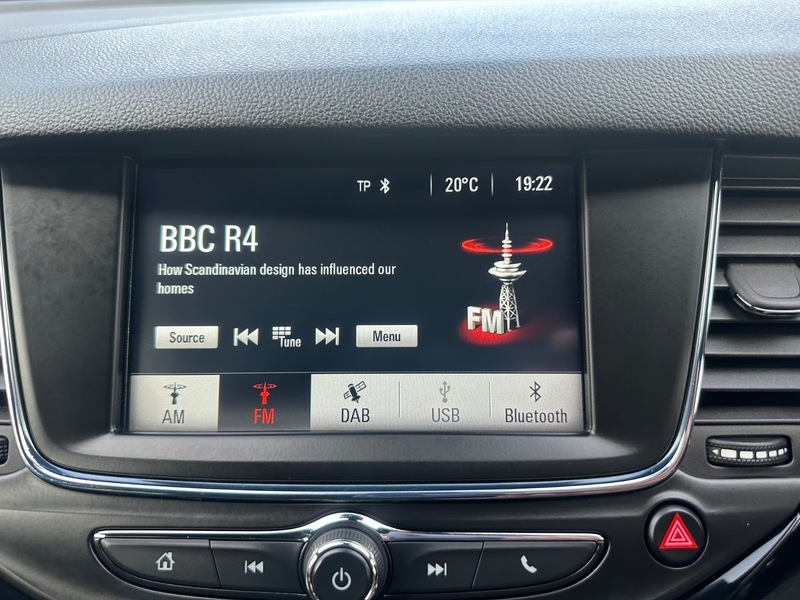 TP 20°C 19:22
BBC R4
How Scandinavian design has influenced our
homes
FM
Source Tune Menu
AM FM DAB USB Bluetooth